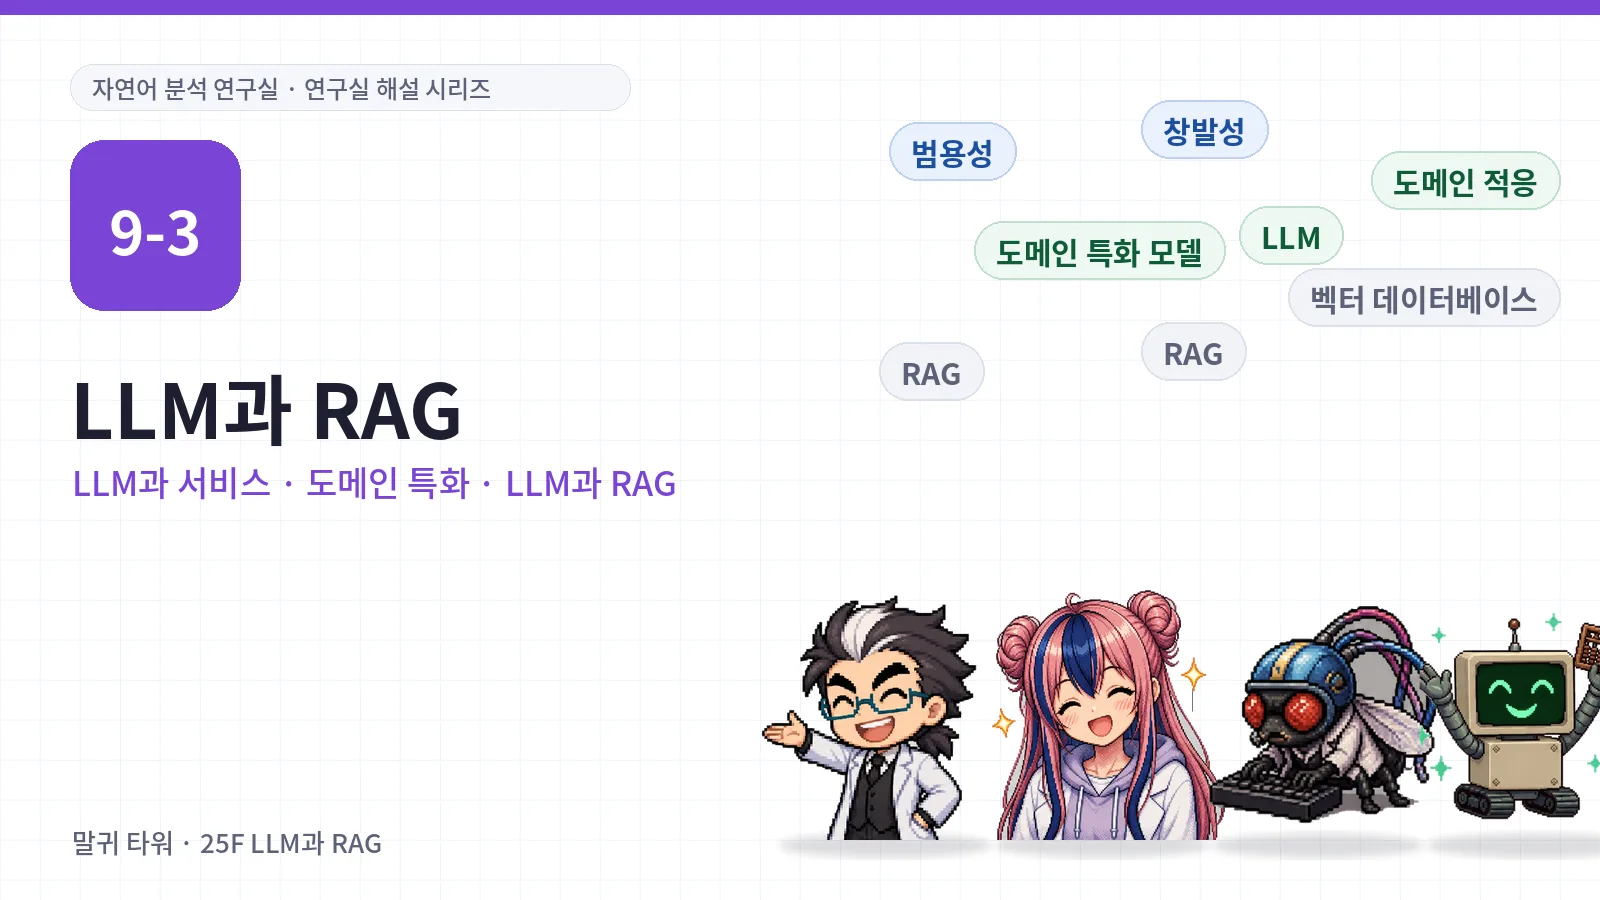 자연어 분석 연구실 · 연구실 해설 시리즈
9-3
LLM과 RAG
LLM과 서비스 · 도메인 특화 · LLM과 RAG
범용성
창발성
도메인 적응
도메인 특화 모델
LLM
벡터 데이터베이스
RAG
RAG
말귀 타워 · 25F LLM과 RAG